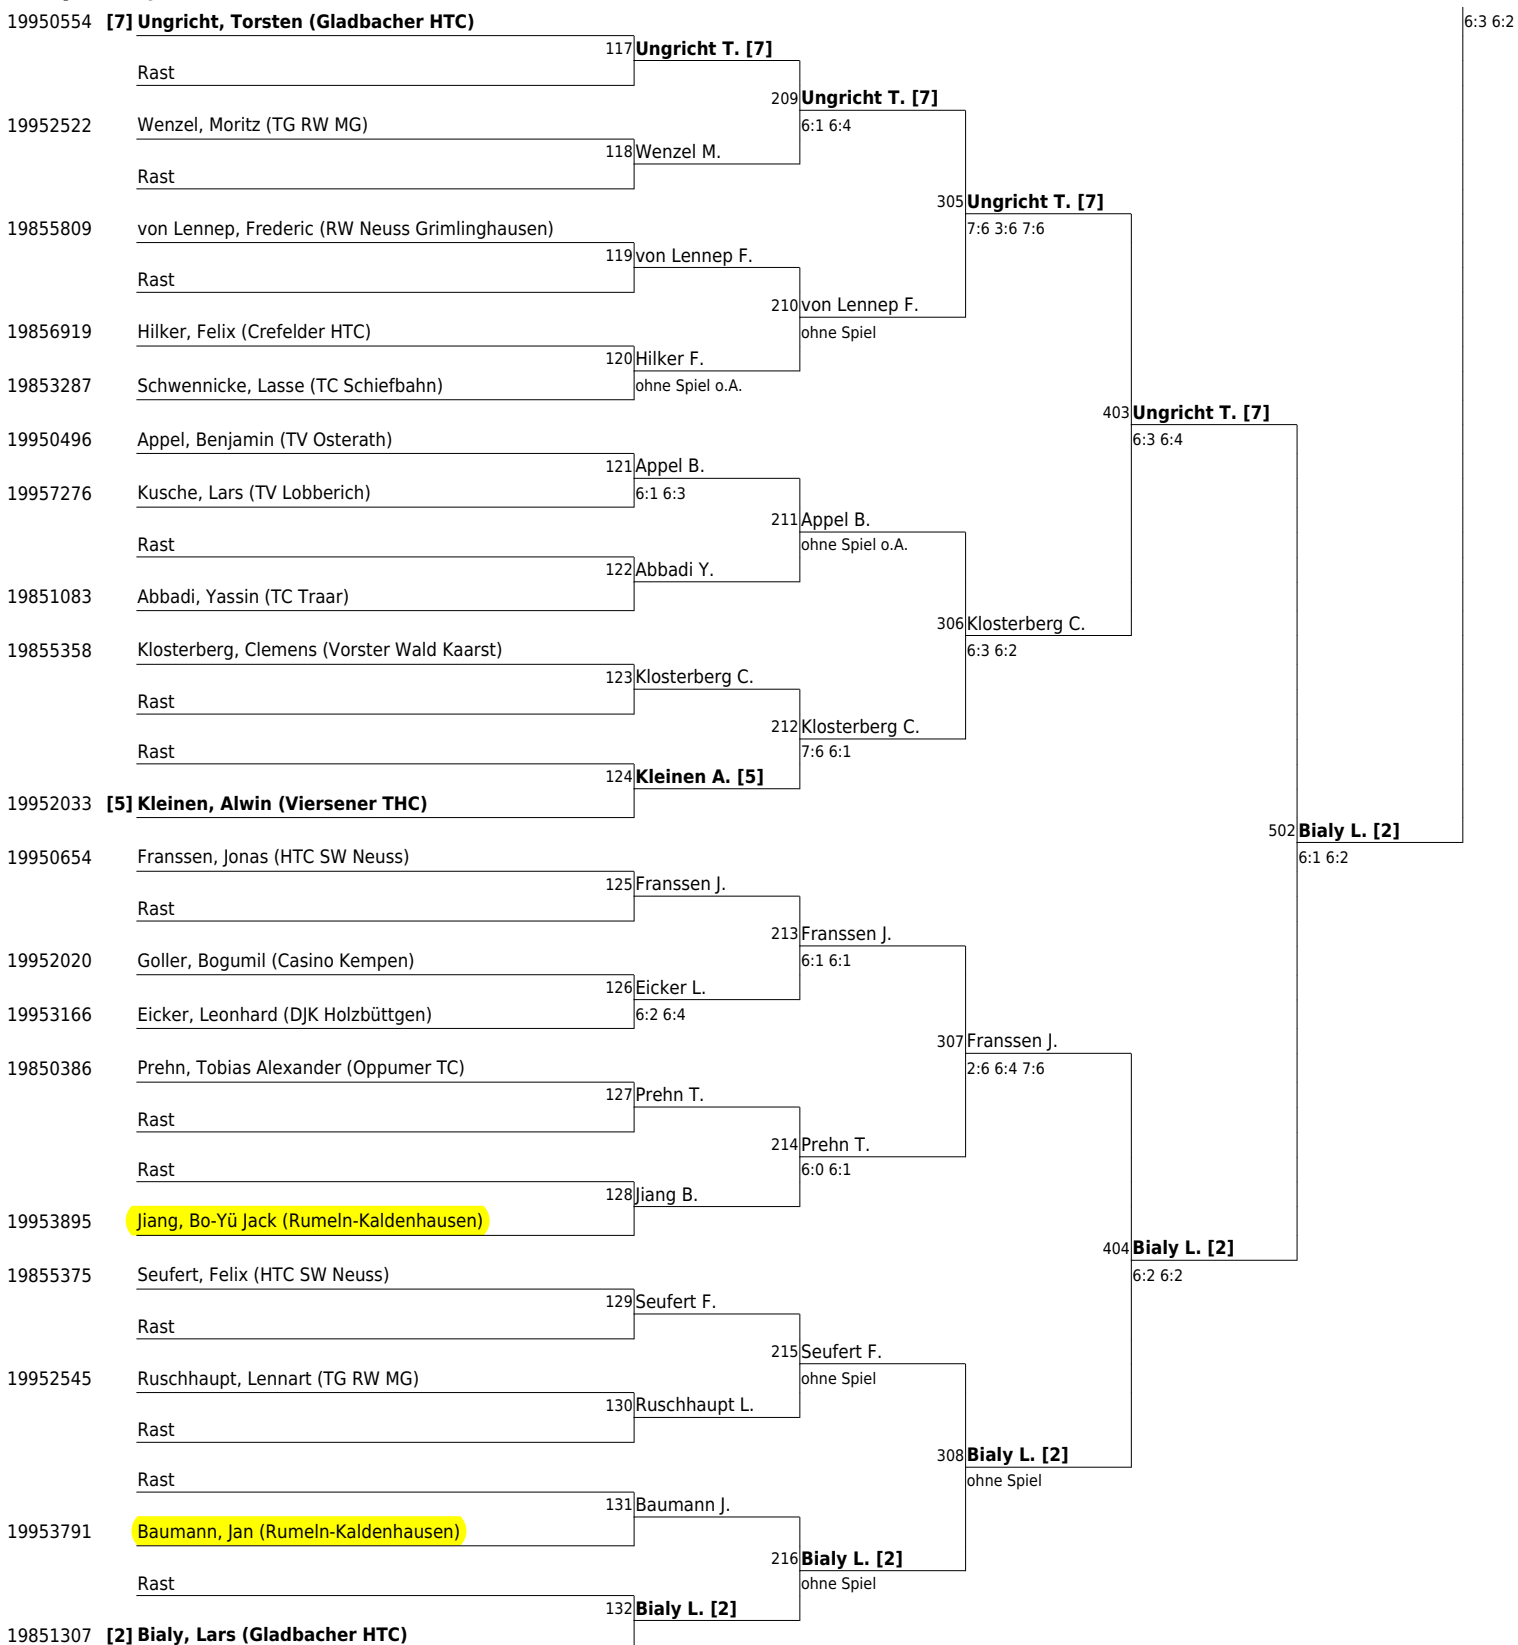 19950554 [7] Ungricht, Torsten (Gladbacher HTC) 6:3 6:2
117 Ungricht T. [7]
Rast
209 Ungricht T. [7]
19952522 Wenzel, Moritz (TG RW MG) 6:1 6:4
118 Wenzel M.
Rast
305 Ungricht T. [7]
19855809 von Lennep, Frederic (RW Neuss Grimlinghausen) 7:6 3:6 7:6
119 von Lennep F.
Rast
210 von Lennep F.
19856919 Hilker, Felix (Crefelder HTC) ohne Spiel
120 Hilker F.
19853287 Schwennicke, Lasse (TC Schiefbahn) ohne Spiel o.A.
403 Ungricht T. [7]
19950496 Appel, Benjamin (TV Osterath) 6:3 6:4
121 Appel B.
19957276 Kusche, Lars (TV Lobberich) 6:1 6:3
211 Appel B.
Rast ohne Spiel o.A.
122 Abbadi Y.
19851083 Abbadi, Yassin (TC Traar)
306 Klosterberg C.
19855358 Klosterberg, Clemens (Vorster Wald Kaarst) 6:3 6:2
123 Klosterberg C.
Rast
212 Klosterberg C.
Rast 7:6 6:1
124 Kleinen A. [5]
19952033 [5] Kleinen, Alwin (Viersener THC)
502 Bialy L. [2]
19950654 Franssen, Jonas (HTC SW Neuss) 6:1 6:2
125 Franssen J.
Rast
213 Franssen J.
19952020 Goller, Bogumil (Casino Kempen) 6:1 6:1
126 Eicker L.
19953166 Eicker, Leonhard (DJK Holzbüttgen) 6:2 6:4
307 Franssen J.
19850386 Prehn, Tobias Alexander (Oppumer TC) 2:6 6:4 7:6
127 Prehn T.
Rast
214 Prehn T.
Rast 6:0 6:1
128 Jiang B.
19953895 Jiang, Bo-Yü Jack (Rumeln-Kaldenhausen)
404 Bialy L. [2]
19855375 Seufert, Felix (HTC SW Neuss) 6:2 6:2
129 Seufert F.
Rast
215 Seufert F.
19952545 Ruschhaupt, Lennart (TG RW MG) ohne Spiel
130 Ruschhaupt L.
Rast
308 Bialy L. [2]
Rast ohne Spiel
131 Baumann J.
19953791 Baumann, Jan (Rumeln-Kaldenhausen)
216 Bialy L. [2]
Rast ohne Spiel
132 Bialy L. [2]
19851307 [2] Bialy, Lars (Gladbacher HTC)